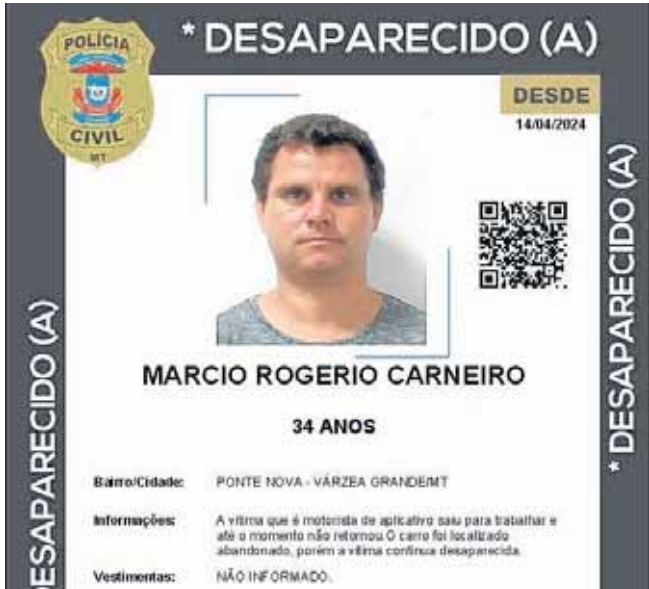 POLÍCIA
CIVIL
MT
* DESAPARECIDO (A)
DESDE
14/04/2024
MARCIO ROGERIO CARNEIRO
34 ANOS
Bairro/Cidade: PONTE NOVA - VÁRZEA GRANDE/MT
Informações: A vítima que é motorista de aplicativo saiu para trabalhar e
até o momento não retornou.O carro foi localizado
abandonado, porém a vítima continua desaparecida.
Vestimentas: NÃO INFORMADO.
DESAPARECIDO (A)
* DESAPARECIDO (A)